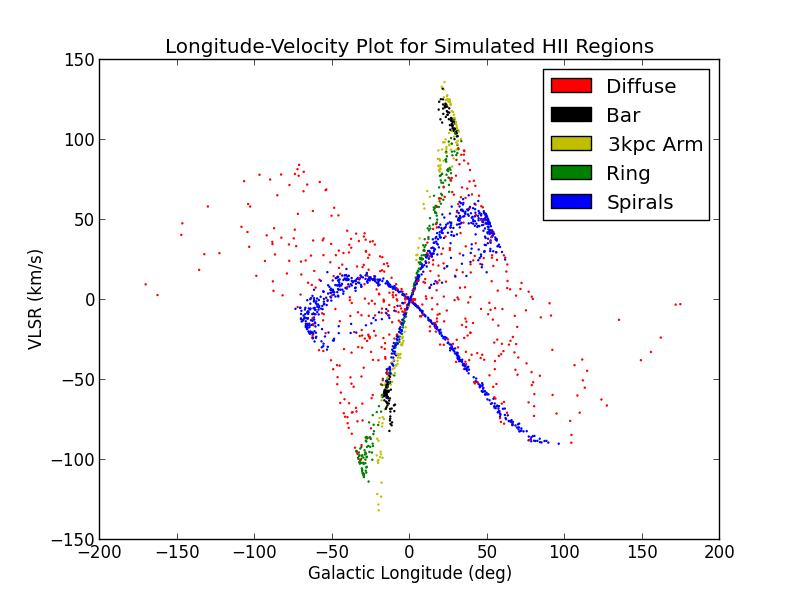 Longitude-Velocity Plot for Simulated HII Regions
150
100
50
0
−50
−100
−150
VLSR (km/s)
Diffuse
Bar
3kpc Arm
Ring
Spirals
−200 −150 −100 −50 0 50 100 150 200
Galactic Longitude (deg)